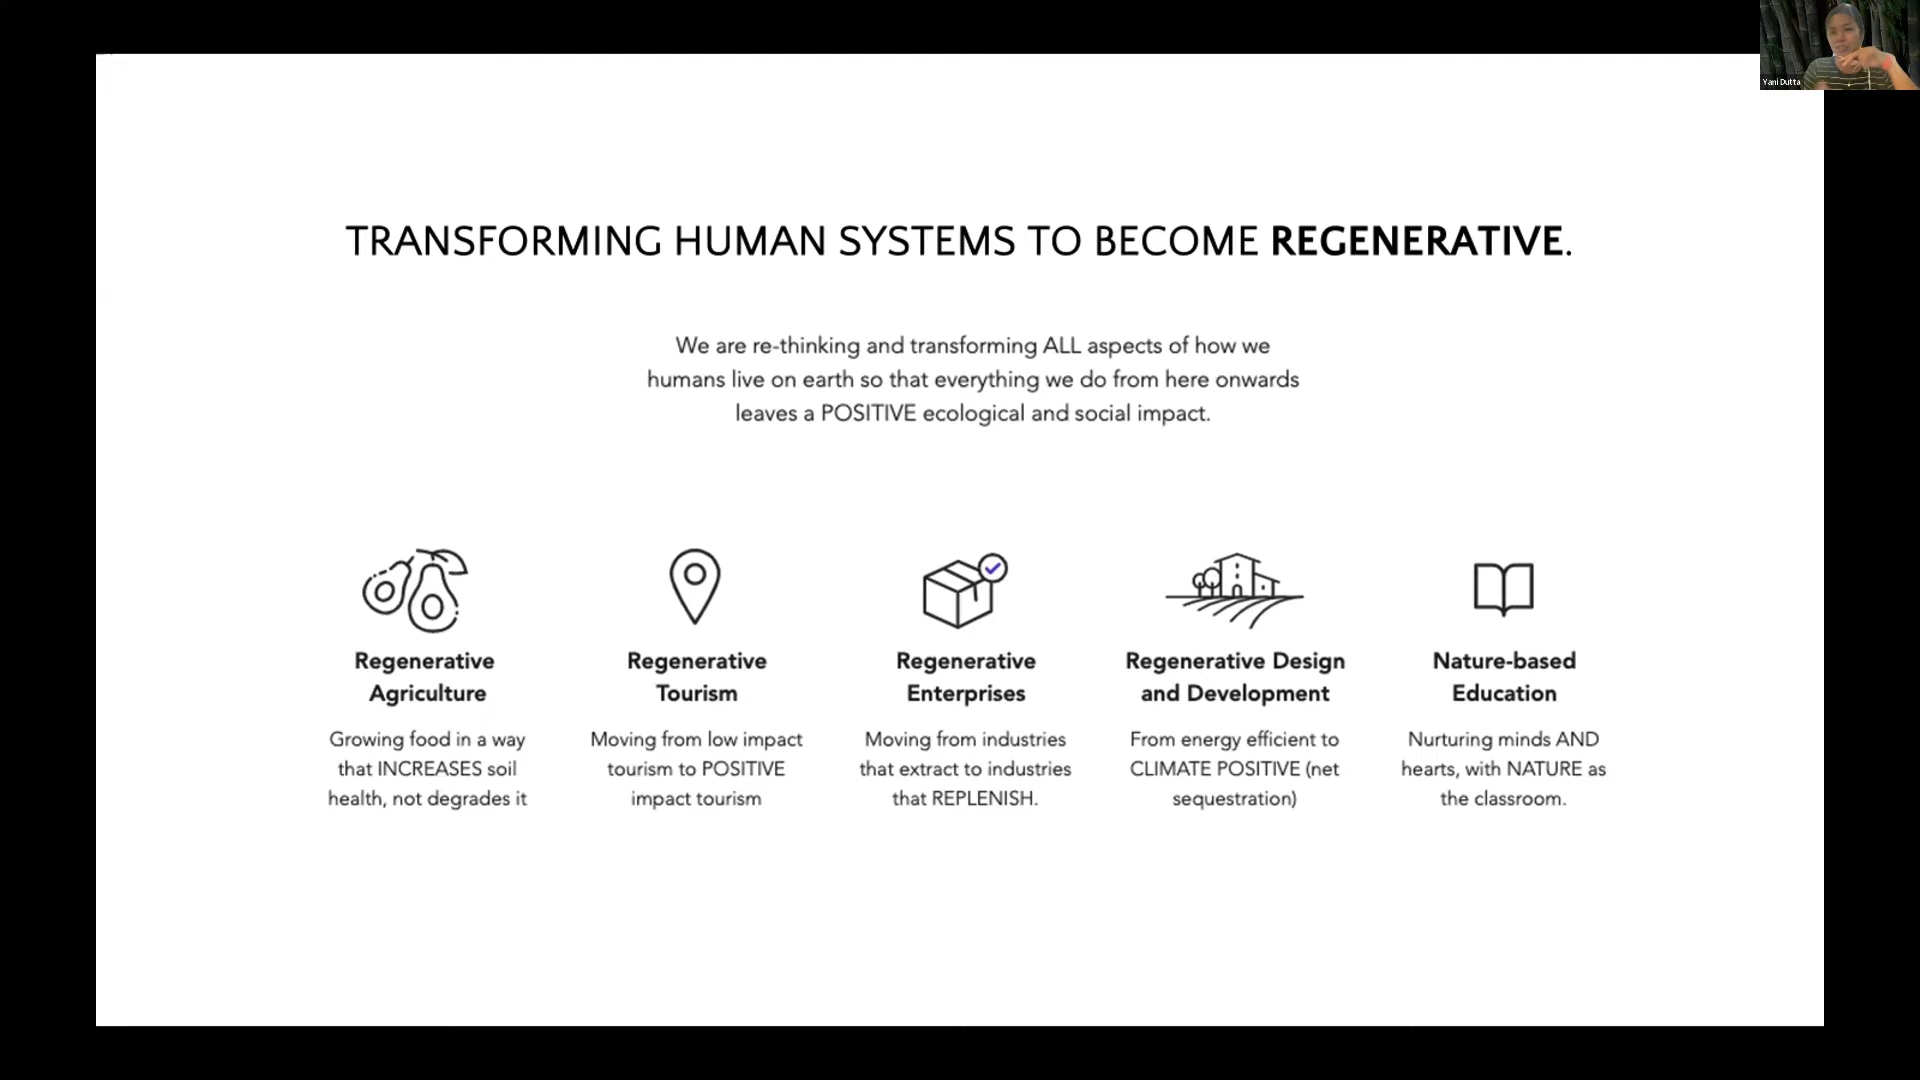 Yani Dutta
TRANSFORMING HUMAN SYSTEMS TO BECOME REGENERATIVE.
We are re-thinking and transforming ALL aspects of how we
humans live on earth so that everything we do from here onwards
leaves a POSITIVE ecological and social impact.
Regenerative
Agriculture
Growing food in a way
that INCREASES soil
health, not degrades it
Regenerative
Tourism
Moving from low impact
tourism to POSITIVE
impact tourism
Regenerative
Enterprises
Moving from industries
that extract to industries
that REPLENISH.
Regenerative Design
and Development
From energy efficient to
CLIMATE POSITIVE (net
sequestration)
Nature-based
Education
Nurturing minds AND
hearts, with NATURE as
the classroom.